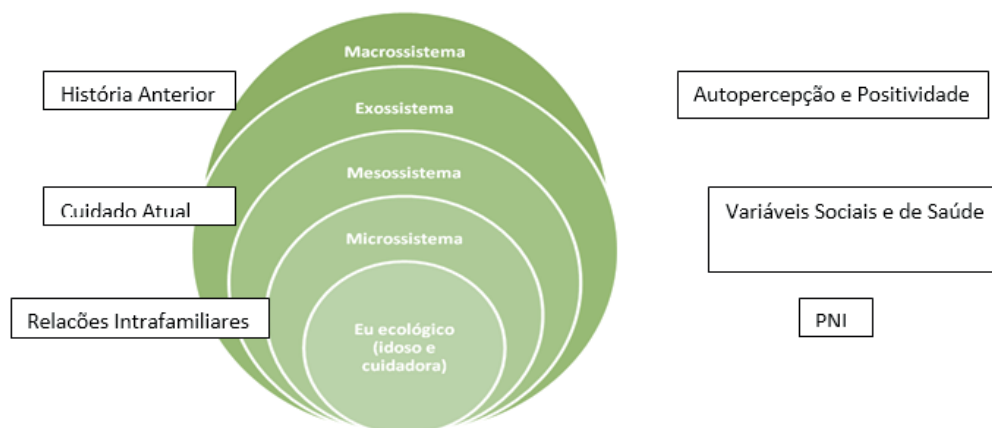 Macrossistema
História Anterior
Autopercepção e Positividade
Exossistema
Mesossistema
Cuidado Atual
Variáveis Sociais e de Saúde
Microssistema
Relacões Intrafamiliares
PNI
Eu ecológico
(idoso e
cuidadora)